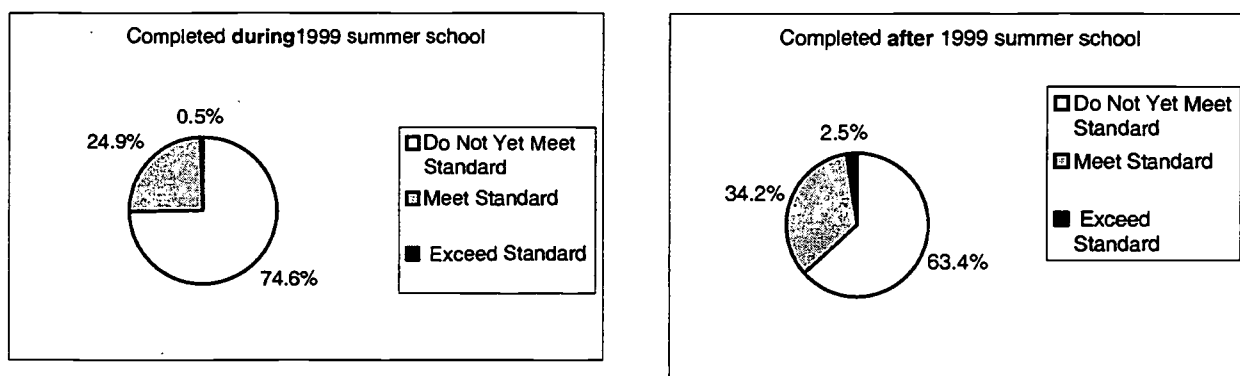 Completed during1999 summer school
0.5%
24.9%
74.6%
Do Not Yet Meet
Standard
Meet Standard
Exceed Standard
Completed after 1999 summer school
2.5%
34.2%
63.4%
Do Not Yet Meet
Standard
Meet Standard
Exceed
Standard